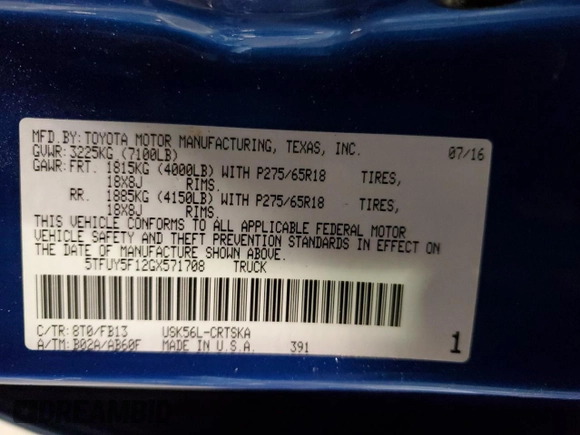 MFD.BY:TOYOTA MOTOR MANUFACTURING, TEXAS, INC. 07/16
GVWR: 3225KG (7100LB)
GAWR:FRT. 1815KG (4000LB) WITH P275/65R18 TIRES,
18X8J RIMS.
RR. 1885KG (4150LB) WITH P275/65R18 TIRES,
18X8J RIMS.
THIS VEHICLE CONFORMS TO ALL APPLICABLE FEDERAL MOTOR
VEHICLE SAFETY AND THEFT PREVENTION STANDARDS IN EFFECT ON
THE DATE OF MANUFACTURE SHOWN ABOVE.
5TFUY5F12GX571708 TRUCK
C/TR:8T0/FB13 USK56L-CRTSKA
A/TM:B02A/AB60F MADE IN U.S.A. 391 1
DREAMBID